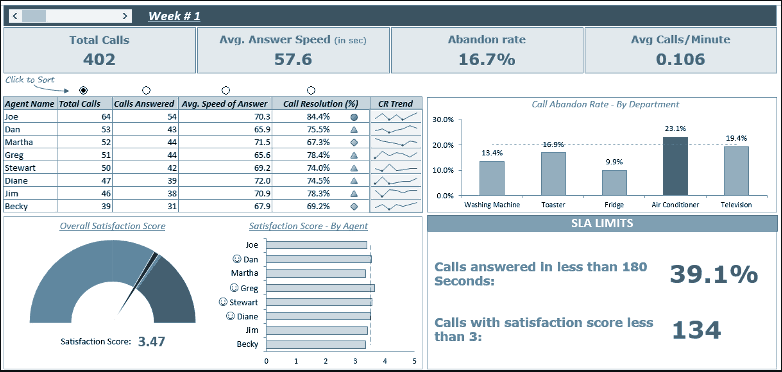 Week # 1
Total Calls
402
Avg. Answer Speed (in sec)
57.6
Abandon rate
16.7%
Avg Calls/Minute
0.106
Click to Sort
Agent Name Total Calls Calls Answered Avg. Speed of Answer Call Resolution (%) CR Trend
Joe 64 54 70.3 84.4%
Dan 53 43 65.9 75.5%
Martha 52 44 71.5 67.3%
Greg 51 44 65.6 78.4%
Stewart 50 42 69.2 74.0%
Diane 47 39 72.0 74.5%
Jim 46 38 70.9 78.3%
Becky 39 31 67.9 69.2%
Call Abandon Rate - By Department
30.0%
20.0%
10.0%
0.0%
13.4%
16.9%
9.9%
23.1%
19.4%
Washing Machine Toaster Fridge Air Conditioner Television
Overall Satisfaction Score
Satisfaction Score: 3.47
Satisfaction Score - By Agent
Joe
Dan
Martha
Greg
Stewart
Diane
Jim
Becky
0 1 2 3 4 5
SLA LIMITS
Calls answered in less than 180
Seconds:
39.1%
Calls with satisfaction score less
than 3:
134